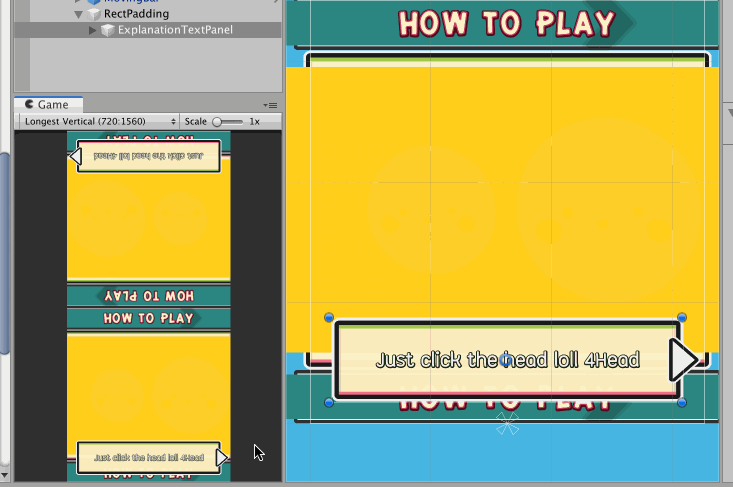 MovingBar
RectPadding
ExplanationTextPanel
Game
Longest Vertical (720:1560)
Scale
1x
HOW TO PLAY
Just click the head loll 4Head
HOW TO PLAY
HOW TO PLAY
Just click the head loll 4Head
HOW TO PLAY
HOW TO PLAY
Just click the head loll 4Head
HOW TO PLAY